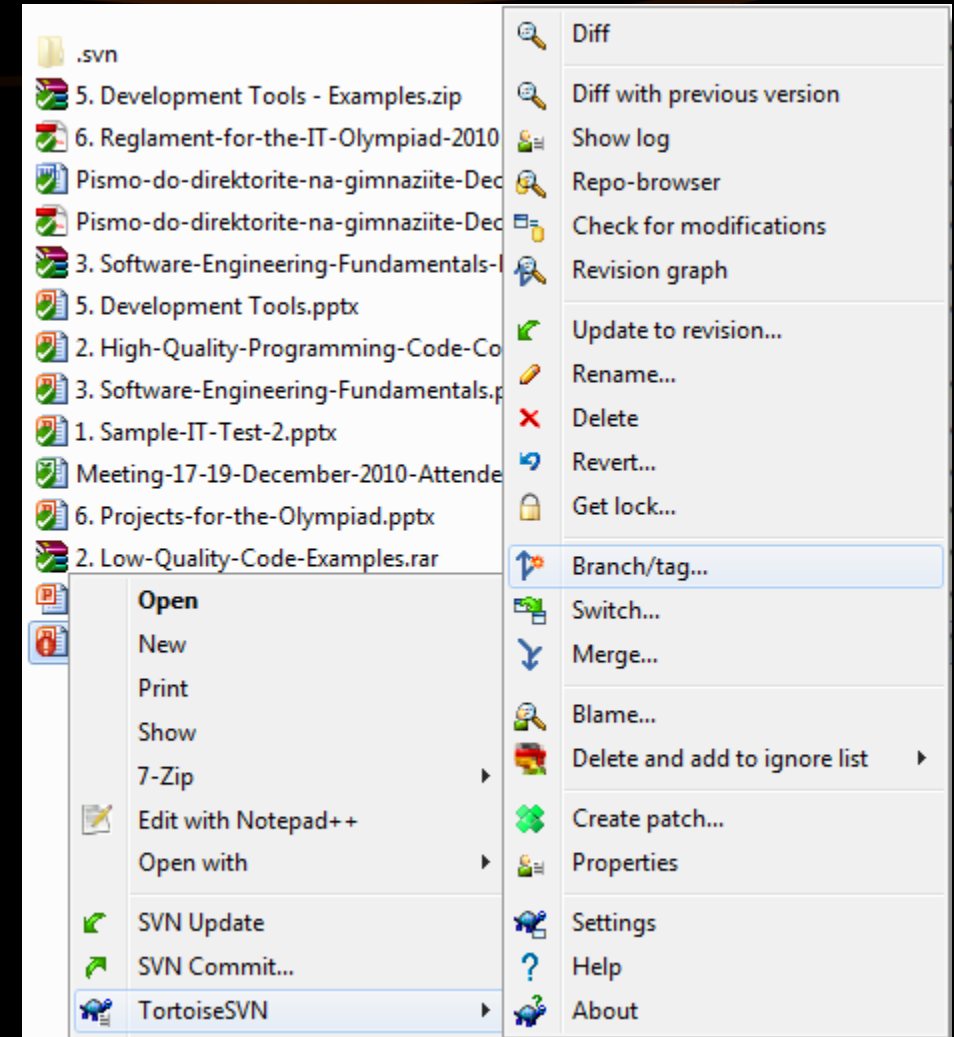 .svn
5. Development Tools - Examples.zip
6. Reglament-for-the-IT-Olympiad-2010
Pismo-do-direktorite-na-gimnaziite-Dec
Pismo-do-direktorite-na-gimnaziite-Dec
3. Software-Engineering-Fundamentals-
5. Development Tools.pptx
2. High-Quality-Programming-Code-Co
3. Software-Engineering-Fundamentals.p
1. Sample-IT-Test-2.pptx
Meeting-17-19-December-2010-Attende
6. Projects-for-the-Olympiad.pptx
2. Low-Quality-Code-Examples.rar
Open
New
Print
Show
7-Zip
Edit with Notepad++
Open with
SVN Update
SVN Commit...
TortoiseSVN
Diff
Diff with previous version
Show log
Repo-browser
Check for modifications
Revision graph
Update to revision...
Rename...
Delete
Revert...
Get lock...
Branch/tag...
Switch...
Merge...
Blame...
Delete and add to ignore list
Create patch...
Properties
Settings
Help
About